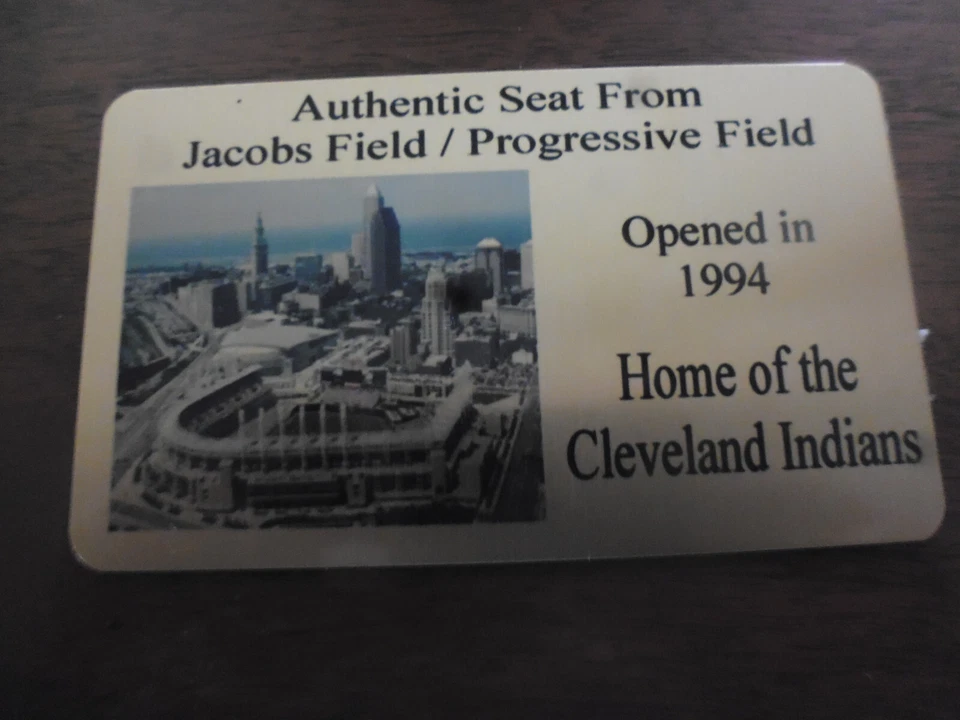 Authentic Seat From
Jacobs Field / Progressive Field
Opened in
1994
Home of the
Cleveland Indians